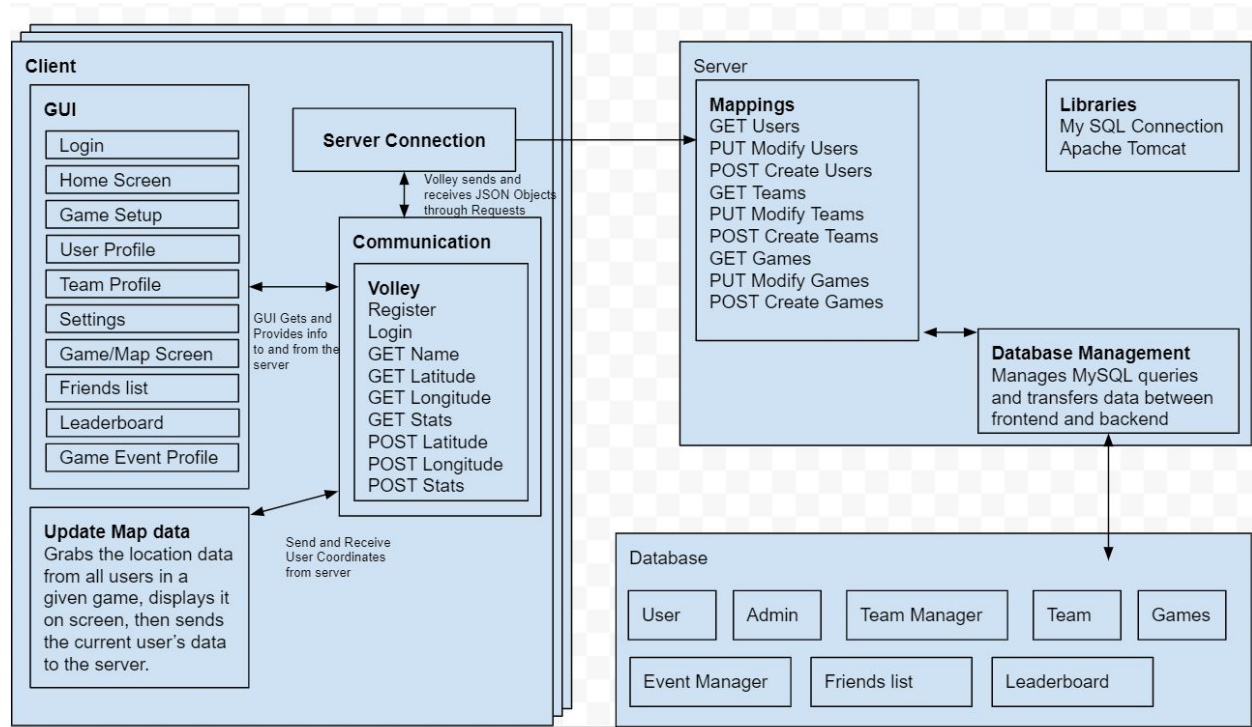 Client
GUI
Login
Home Screen
Game Setup
User Profile
Team Profile
Settings
Game/Map Screen
Friends list
Leaderboard
Game Event Profile
Server Connection
Volley sends and
receives JSON Objects
through Requests
Communication
Volley
Register
Login
GET Name
GET Latitude
GET Longitude
GET Stats
POST Latitude
POST Longitude
POST Stats
GUI Gets and
Provides info
to and from the
server
Update Map data
Grabs the location data
from all users in a
given game, displays it
on screen, then sends
the current user's data
to the server.
Send and Receive
User Coordinates
from server
Server
Mappings
GET Users
PUT Modify Users
POST Create Users
GET Teams
PUT Modify Teams
POST Create Teams
GET Games
PUT Modify Games
POST Create Games
Libraries
My SQL Connection
Apache Tomcat
Database Management
Manages MySQL queries
and transfers data between
frontend and backend
Database
User
Admin
Team Manager
Team
Games
Event Manager
Friends list
Leaderboard